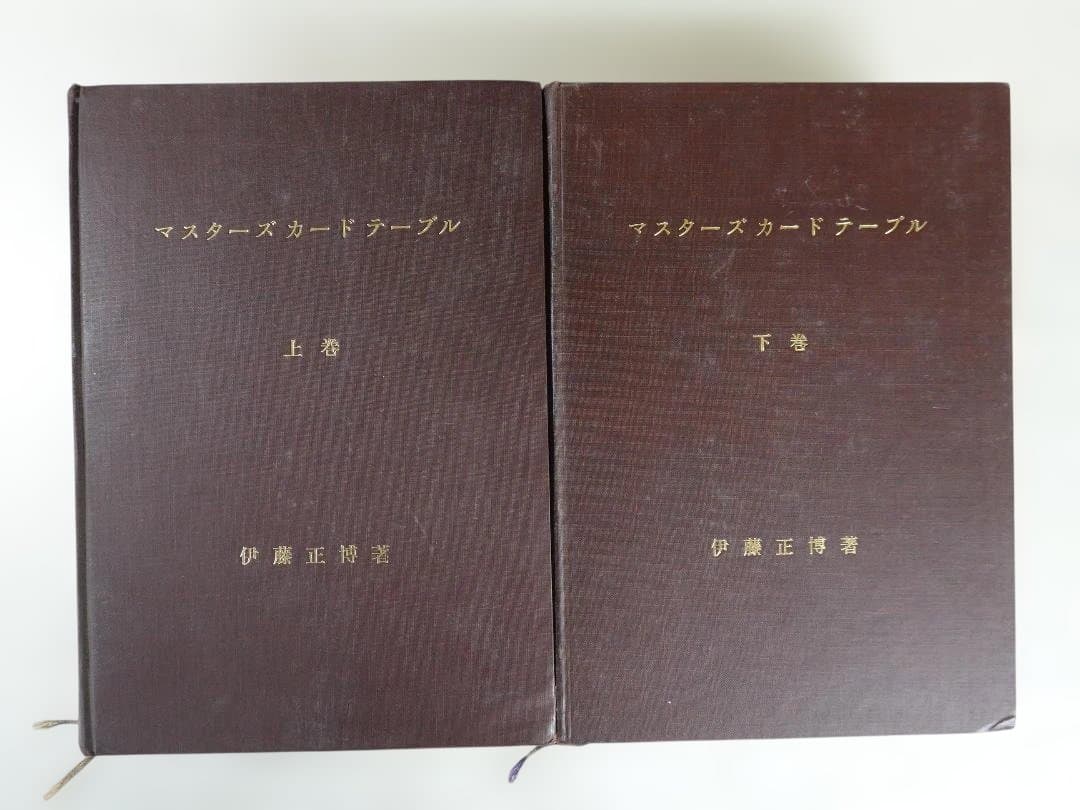 マスターズ カード テーブル
上巻
伊藤正博著
マスターズ カード テーブル
下巻
伊藤正博著